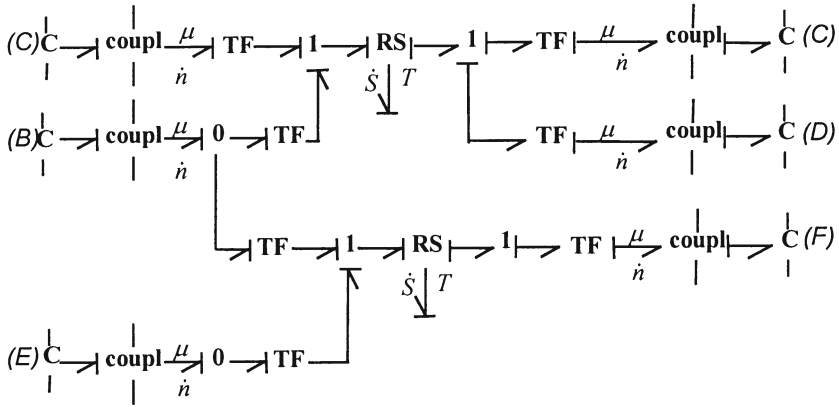 (C) C coupl μ ṅ TF 1 RS Ṡ T 1 TF μ ṅ coupl C (C)
(B) C coupl μ ṅ 0 TF TF μ ṅ coupl C (D)
TF 1 RS Ṡ T 1 TF μ ṅ coupl C (F)
(E) C coupl μ ṅ 0 TF